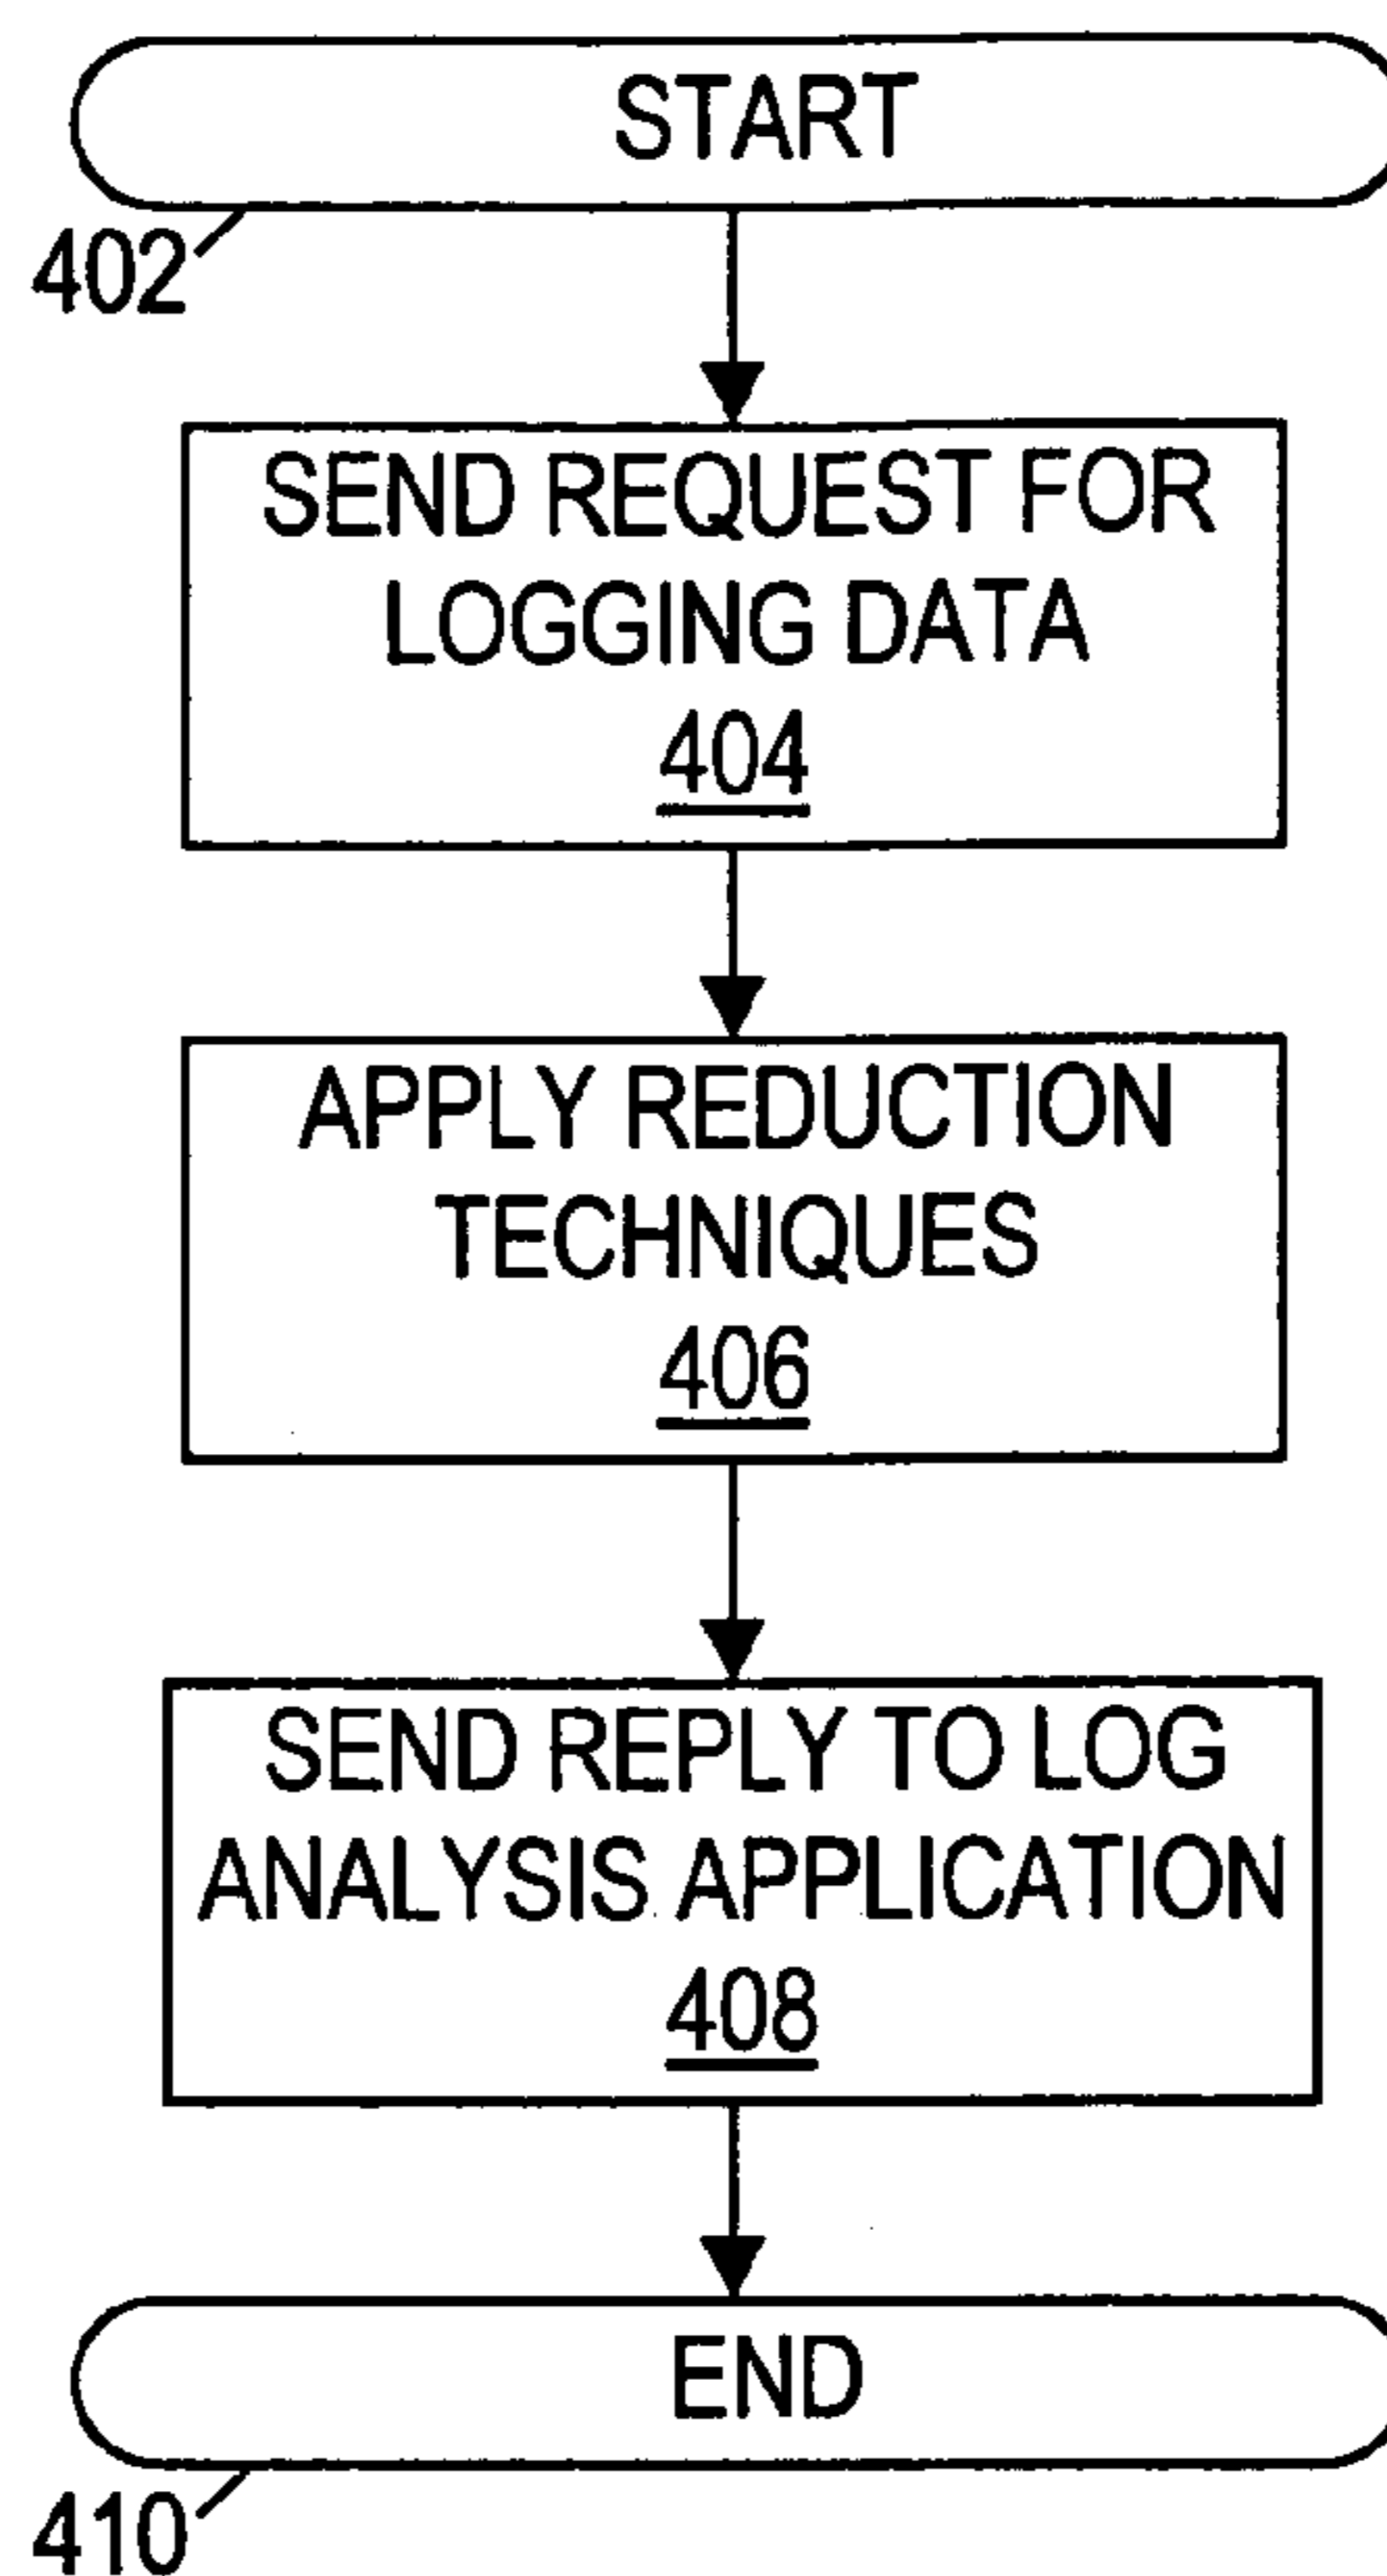 START
402
SEND REQUEST FOR
LOGGING DATA
404
APPLY REDUCTION
TECHNIQUES
406
SEND REPLY TO LOG
ANALYSIS APPLICATION
408
END
410